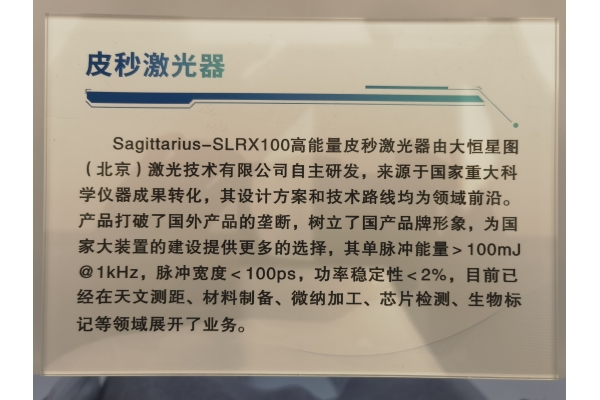 皮秒激光器
Sagittarius-SLRX100高能量皮秒激光器由大恒星图
（北京）激光技术有限公司自主研发，来源于国家重大科
学仪器成果转化，其设计方案和技术路线均为领域前沿。
产品打破了国外产品的垄断，树立了国产品牌形象，为国
家大装置的建设提供更多的选择，其单脉冲能量>100mJ
@1kHz，脉冲宽度<100ps，功率稳定性<2%，目前已
经在天文测距、材料制备、微纳加工、芯片检测、生物标
记等领域展开了业务。